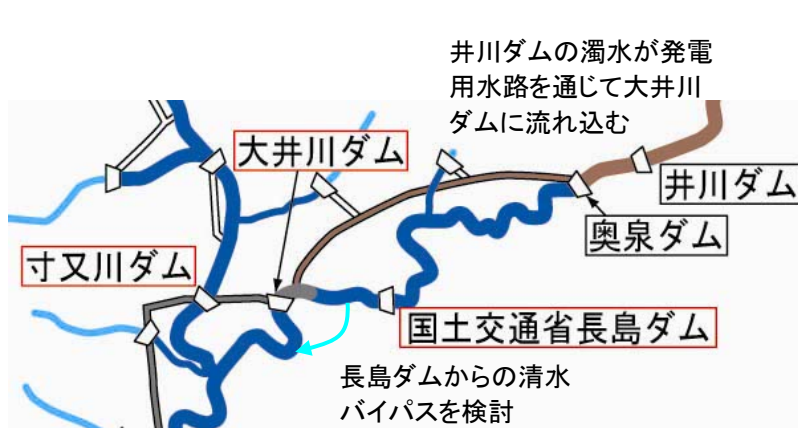 井川ダムの濁水が発電
用水路を通じて大井川
ダムに流れ込む
大井川ダム
井川ダム
奥泉ダム
寸又川ダム
国土交通省長島ダム
長島ダムからの清水
バイパスを検討